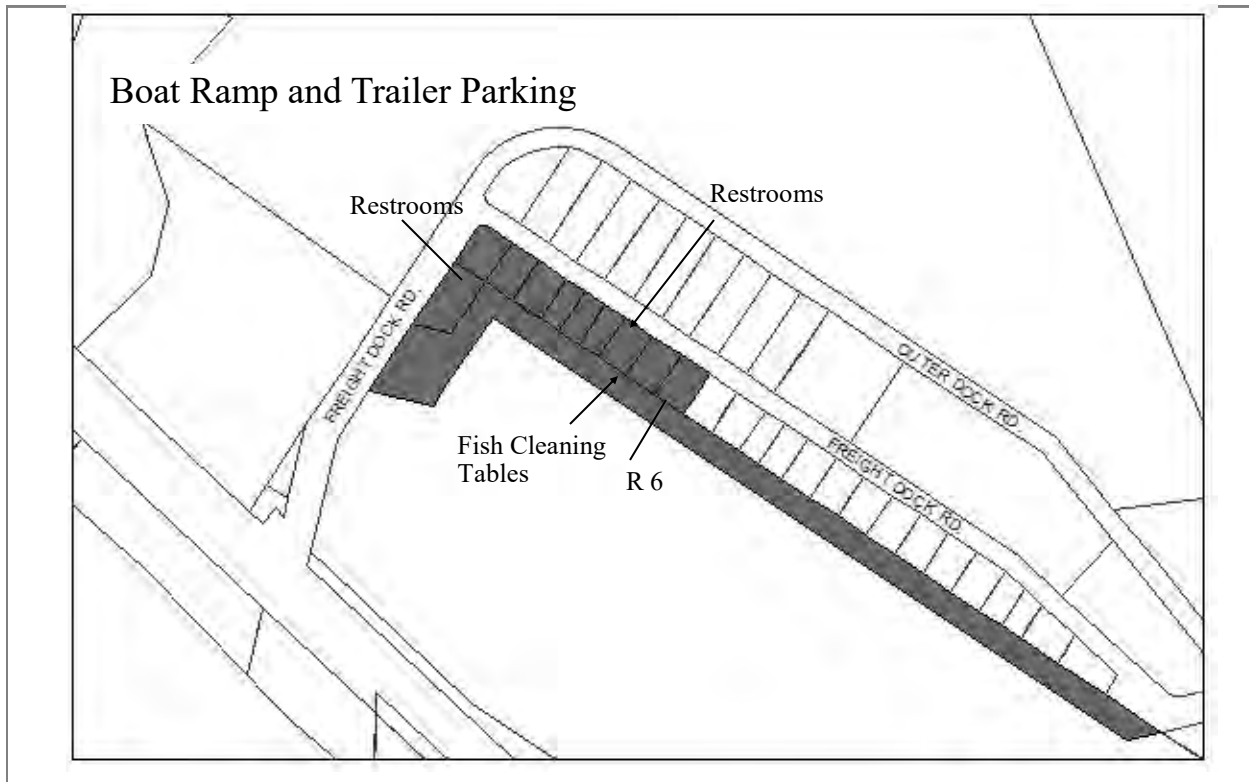 Boat Ramp and Trailer Parking
Restrooms
Restrooms
FREIGHT DOCK RD.
OUTER DOCK RD.
FREIGHT DOCK RD.
Fish Cleaning
Tables
R 6